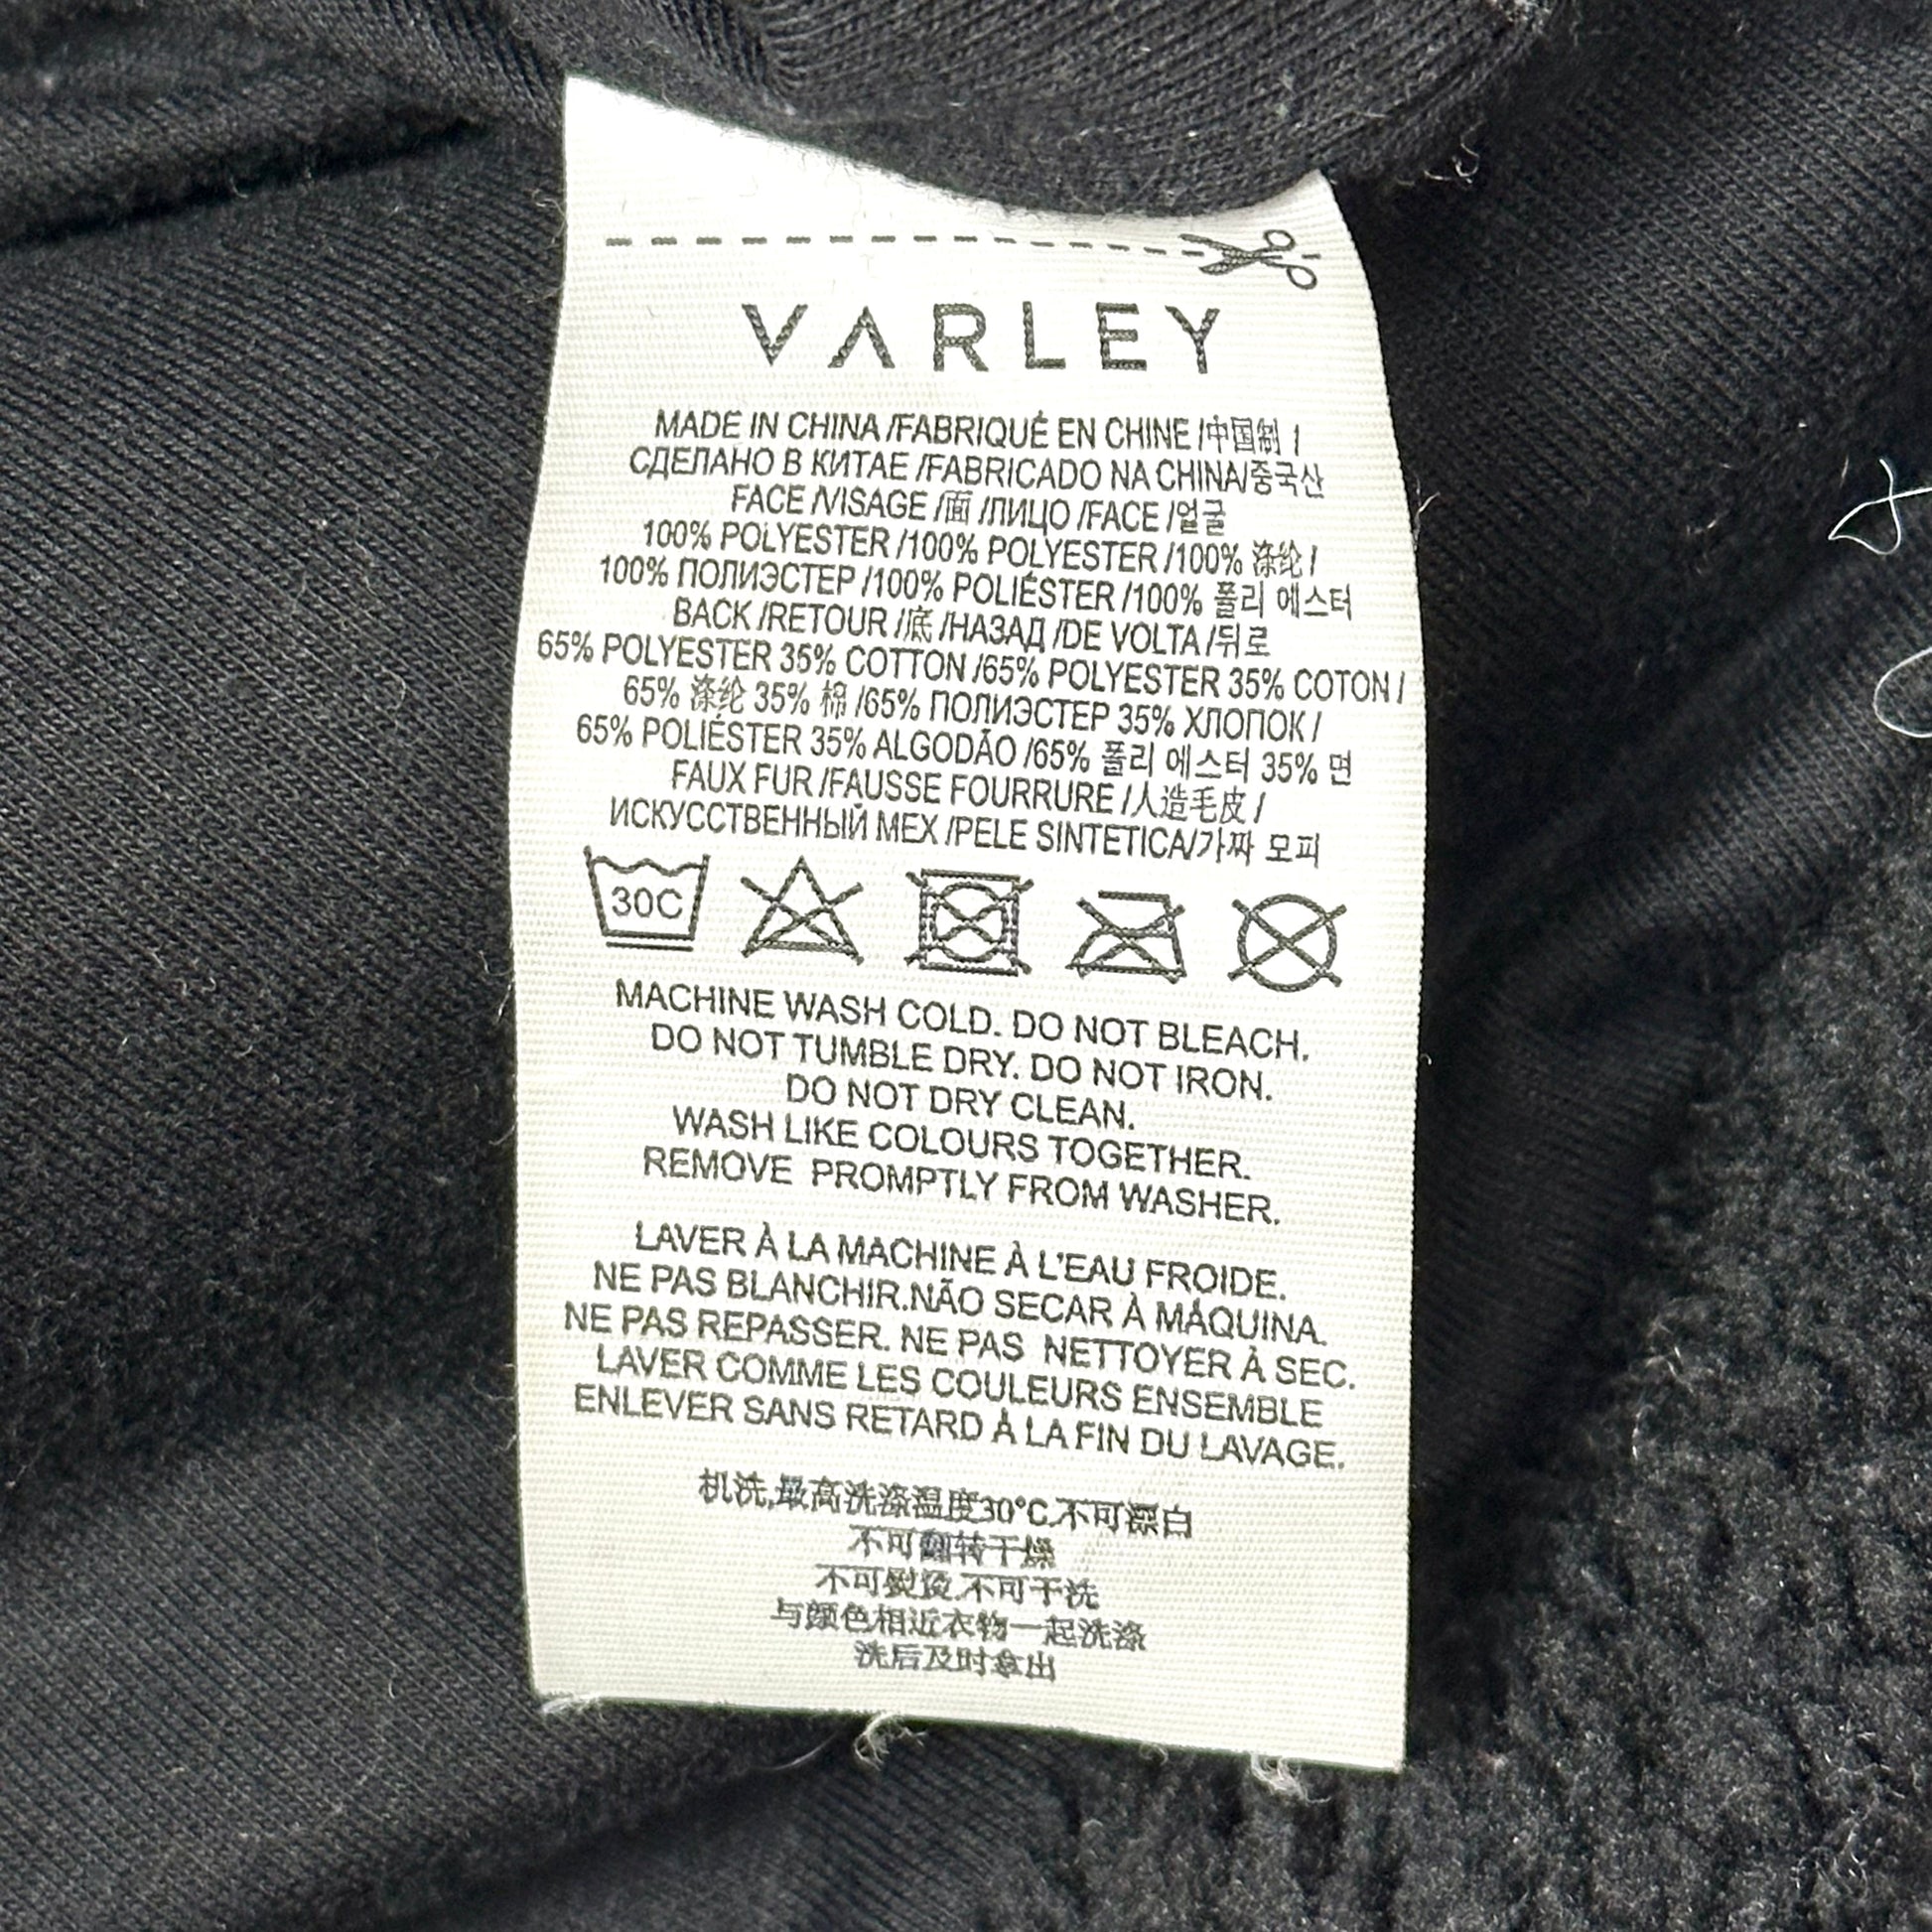 VARLEY
MADE IN CHINA /FABRIQUÉ EN CHINE /中国制 /
СДЕЛАНО В КИТАЕ /FABRICADO NA CHINA/중국산
FACE /VISAGE /面 /ЛИЦО /FACE /얼굴
100% POLYESTER /100% POLYESTER /100% 涤纶 /
100% ПОЛИЭСТЕР /100% POLIÉSTER /100% 폴리 에스터
BACK /RETOUR /底 /НАЗАД /DE VOLTA /뒤로
65% POLYESTER 35% COTTON /65% POLYESTER 35% COTON /
65% 涤纶 35% 棉 /65% ПОЛИЭСТЕР 35% ХЛОПОК /
65% POLIÉSTER 35% ALGODÃO /65% 폴리 에스터 35% 면
FAUX FUR /FAUSSE FOURRURE /人造毛皮 /
ИСКУССТВЕННЫЙ МЕХ /PELE SINTETICA/가짜 모피
30C
MACHINE WASH COLD. DO NOT BLEACH.
DO NOT TUMBLE DRY. DO NOT IRON.
DO NOT DRY CLEAN.
WASH LIKE COLOURS TOGETHER.
REMOVE PROMPTLY FROM WASHER.
LAVER À LA MACHINE À L'EAU FROIDE.
NE PAS BLANCHIR.NÃO SECAR À MÁQUINA.
NE PAS REPASSER. NE PAS NETTOYER À SEC.
LAVER COMME LES COULEURS ENSEMBLE
ENLEVER SANS RETARD À LA FIN DU LAVAGE.
机洗,最高洗涤温度30°C.不可漂白
不可翻转干燥
不可熨烫.不可干洗
与颜色相近衣物一起洗涤
洗后及时拿出